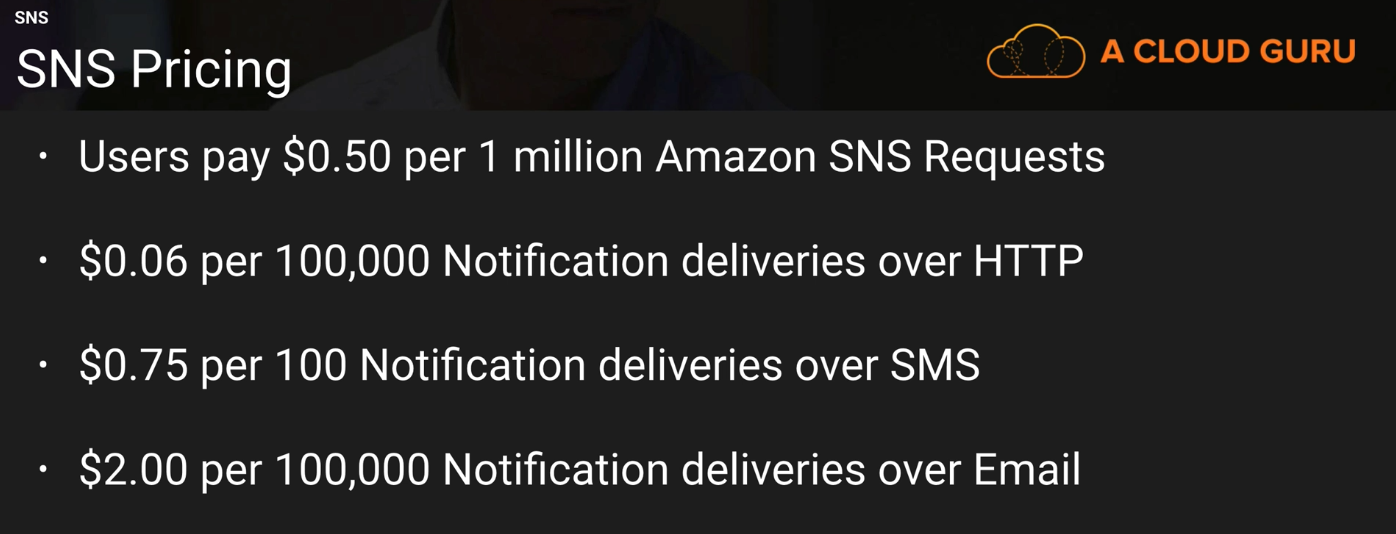 SNS
SNS Pricing
A CLOUD GURU
• Users pay $0.50 per 1 million Amazon SNS Requests
• $0.06 per 100,000 Notification deliveries over HTTP
• $0.75 per 100 Notification deliveries over SMS
• $2.00 per 100,000 Notification deliveries over Email